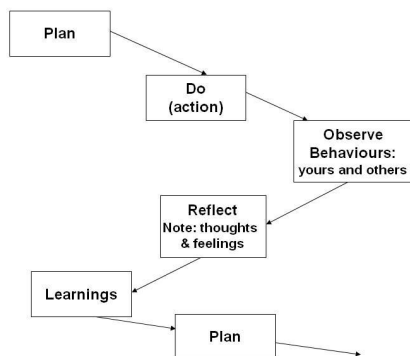 Plan
Do
(action)
Observe
Behaviours:
yours and others
Reflect
Note: thoughts
& feelings
Learnings
Plan